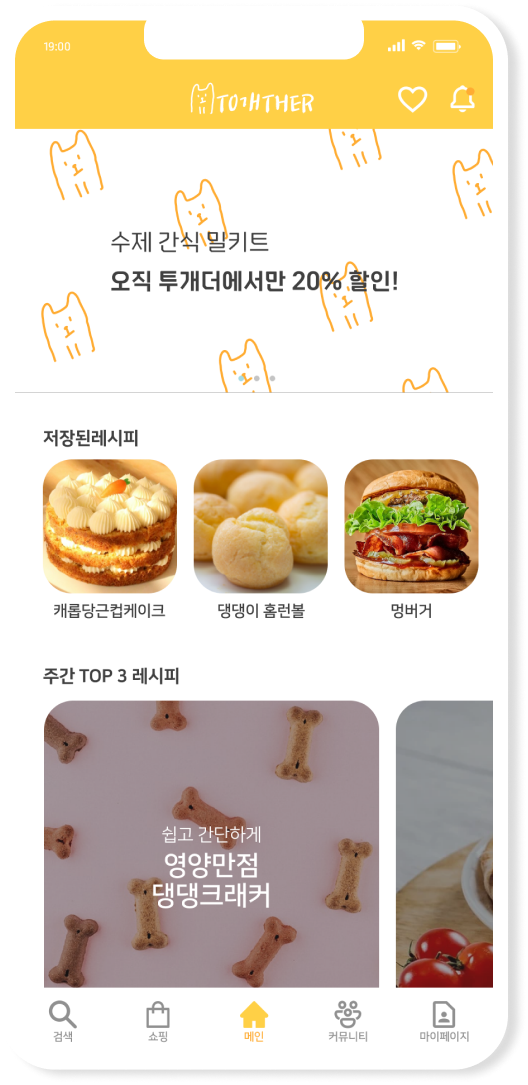 19:00
TO개THER
수제 간식 밀키트
오직 투개더에서만 20% 할인!
저장된레시피
캐롭당근컵케이크
댕댕이 홈런볼
멍버거
주간 TOP 3 레시피
쉽고 간단하게
영양만점
댕댕크래커
검색
쇼핑
메인
커뮤니티
마이페이지